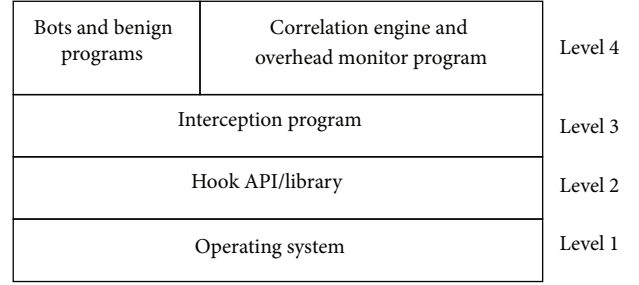 Bots and benign
programs
Correlation engine and
overhead monitor program
Level 4
Interception program
Level 3
Hook API/library
Level 2
Operating system
Level 1